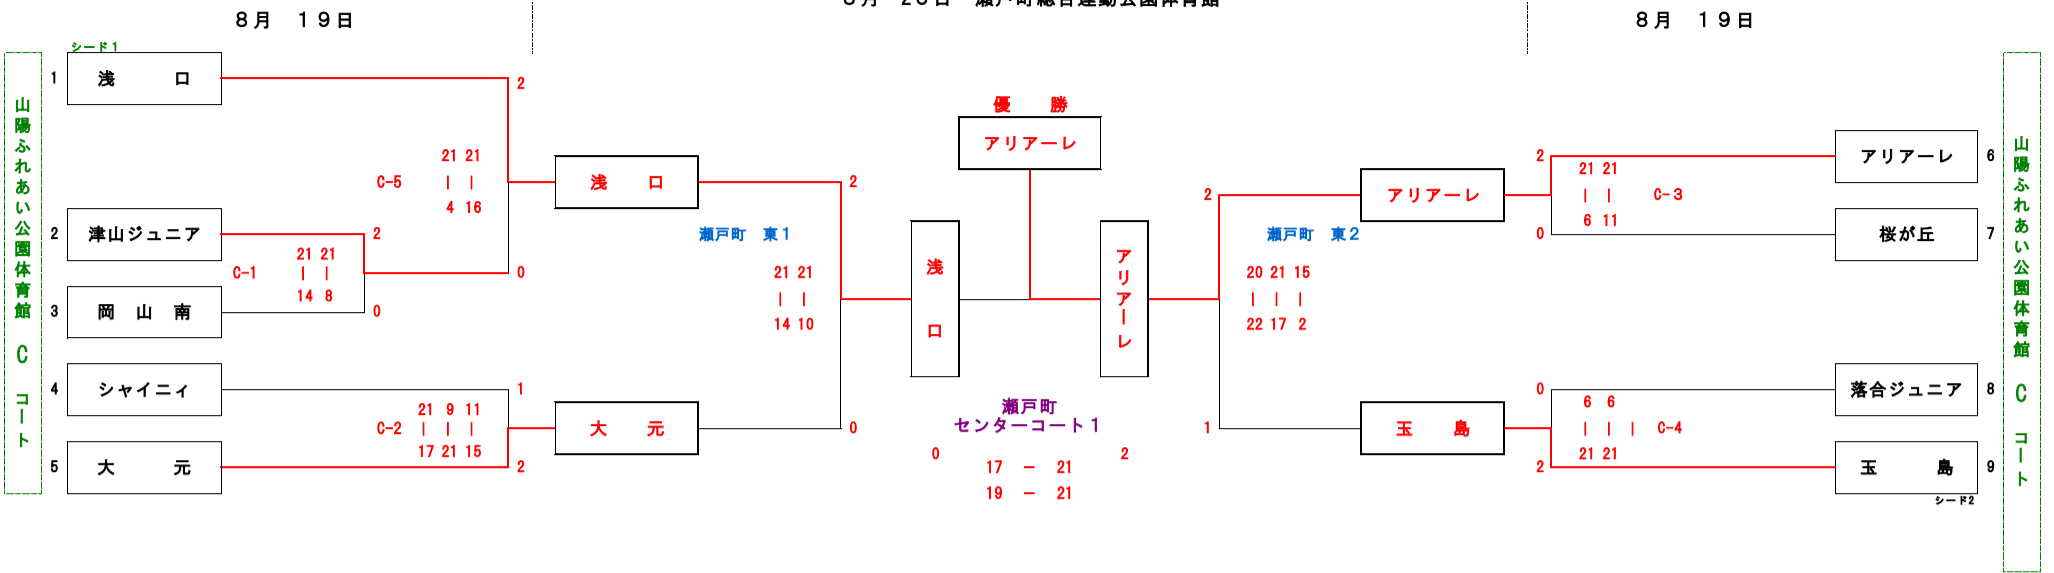 ８月　１９日
８月　１９日
シード１
山陽ふれあい公園体育館　Ｃ　コート
1
浅　口
2
2
津山ジュニア
2
C-1
21 21
| |
14 8
3
岡　山　南
0
C-5
21 21
| |
4 16
0
4
シャイニィ
1
C-2
21 9 11
| | |
17 21 15
5
大　元
2
浅　口
2
瀬戸町　東１
21 21
| |
14 10
大　元
0
優　勝
アリアーレ
浅　口
アリアーレ
瀬戸町
センターコート１
0
2
17 － 21
19 － 21
2
アリアーレ
瀬戸町　東２
20 21 15
| | |
22 17 2
1
玉　島
2
アリアーレ
6
21 21
| |
6 11
C-3
0
桜が丘
7
0
落合ジュニア
8
6 6
| | |
21 21
C-4
2
玉　島
9
シード2
山陽ふれあい公園体育館　Ｃ　コート